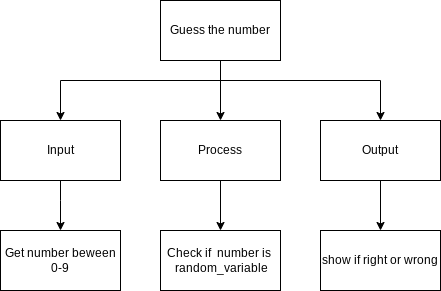 Guess the number
Input
Process
Output
Get number beween
0-9
Check if number is
random_variable
show if right or wrong